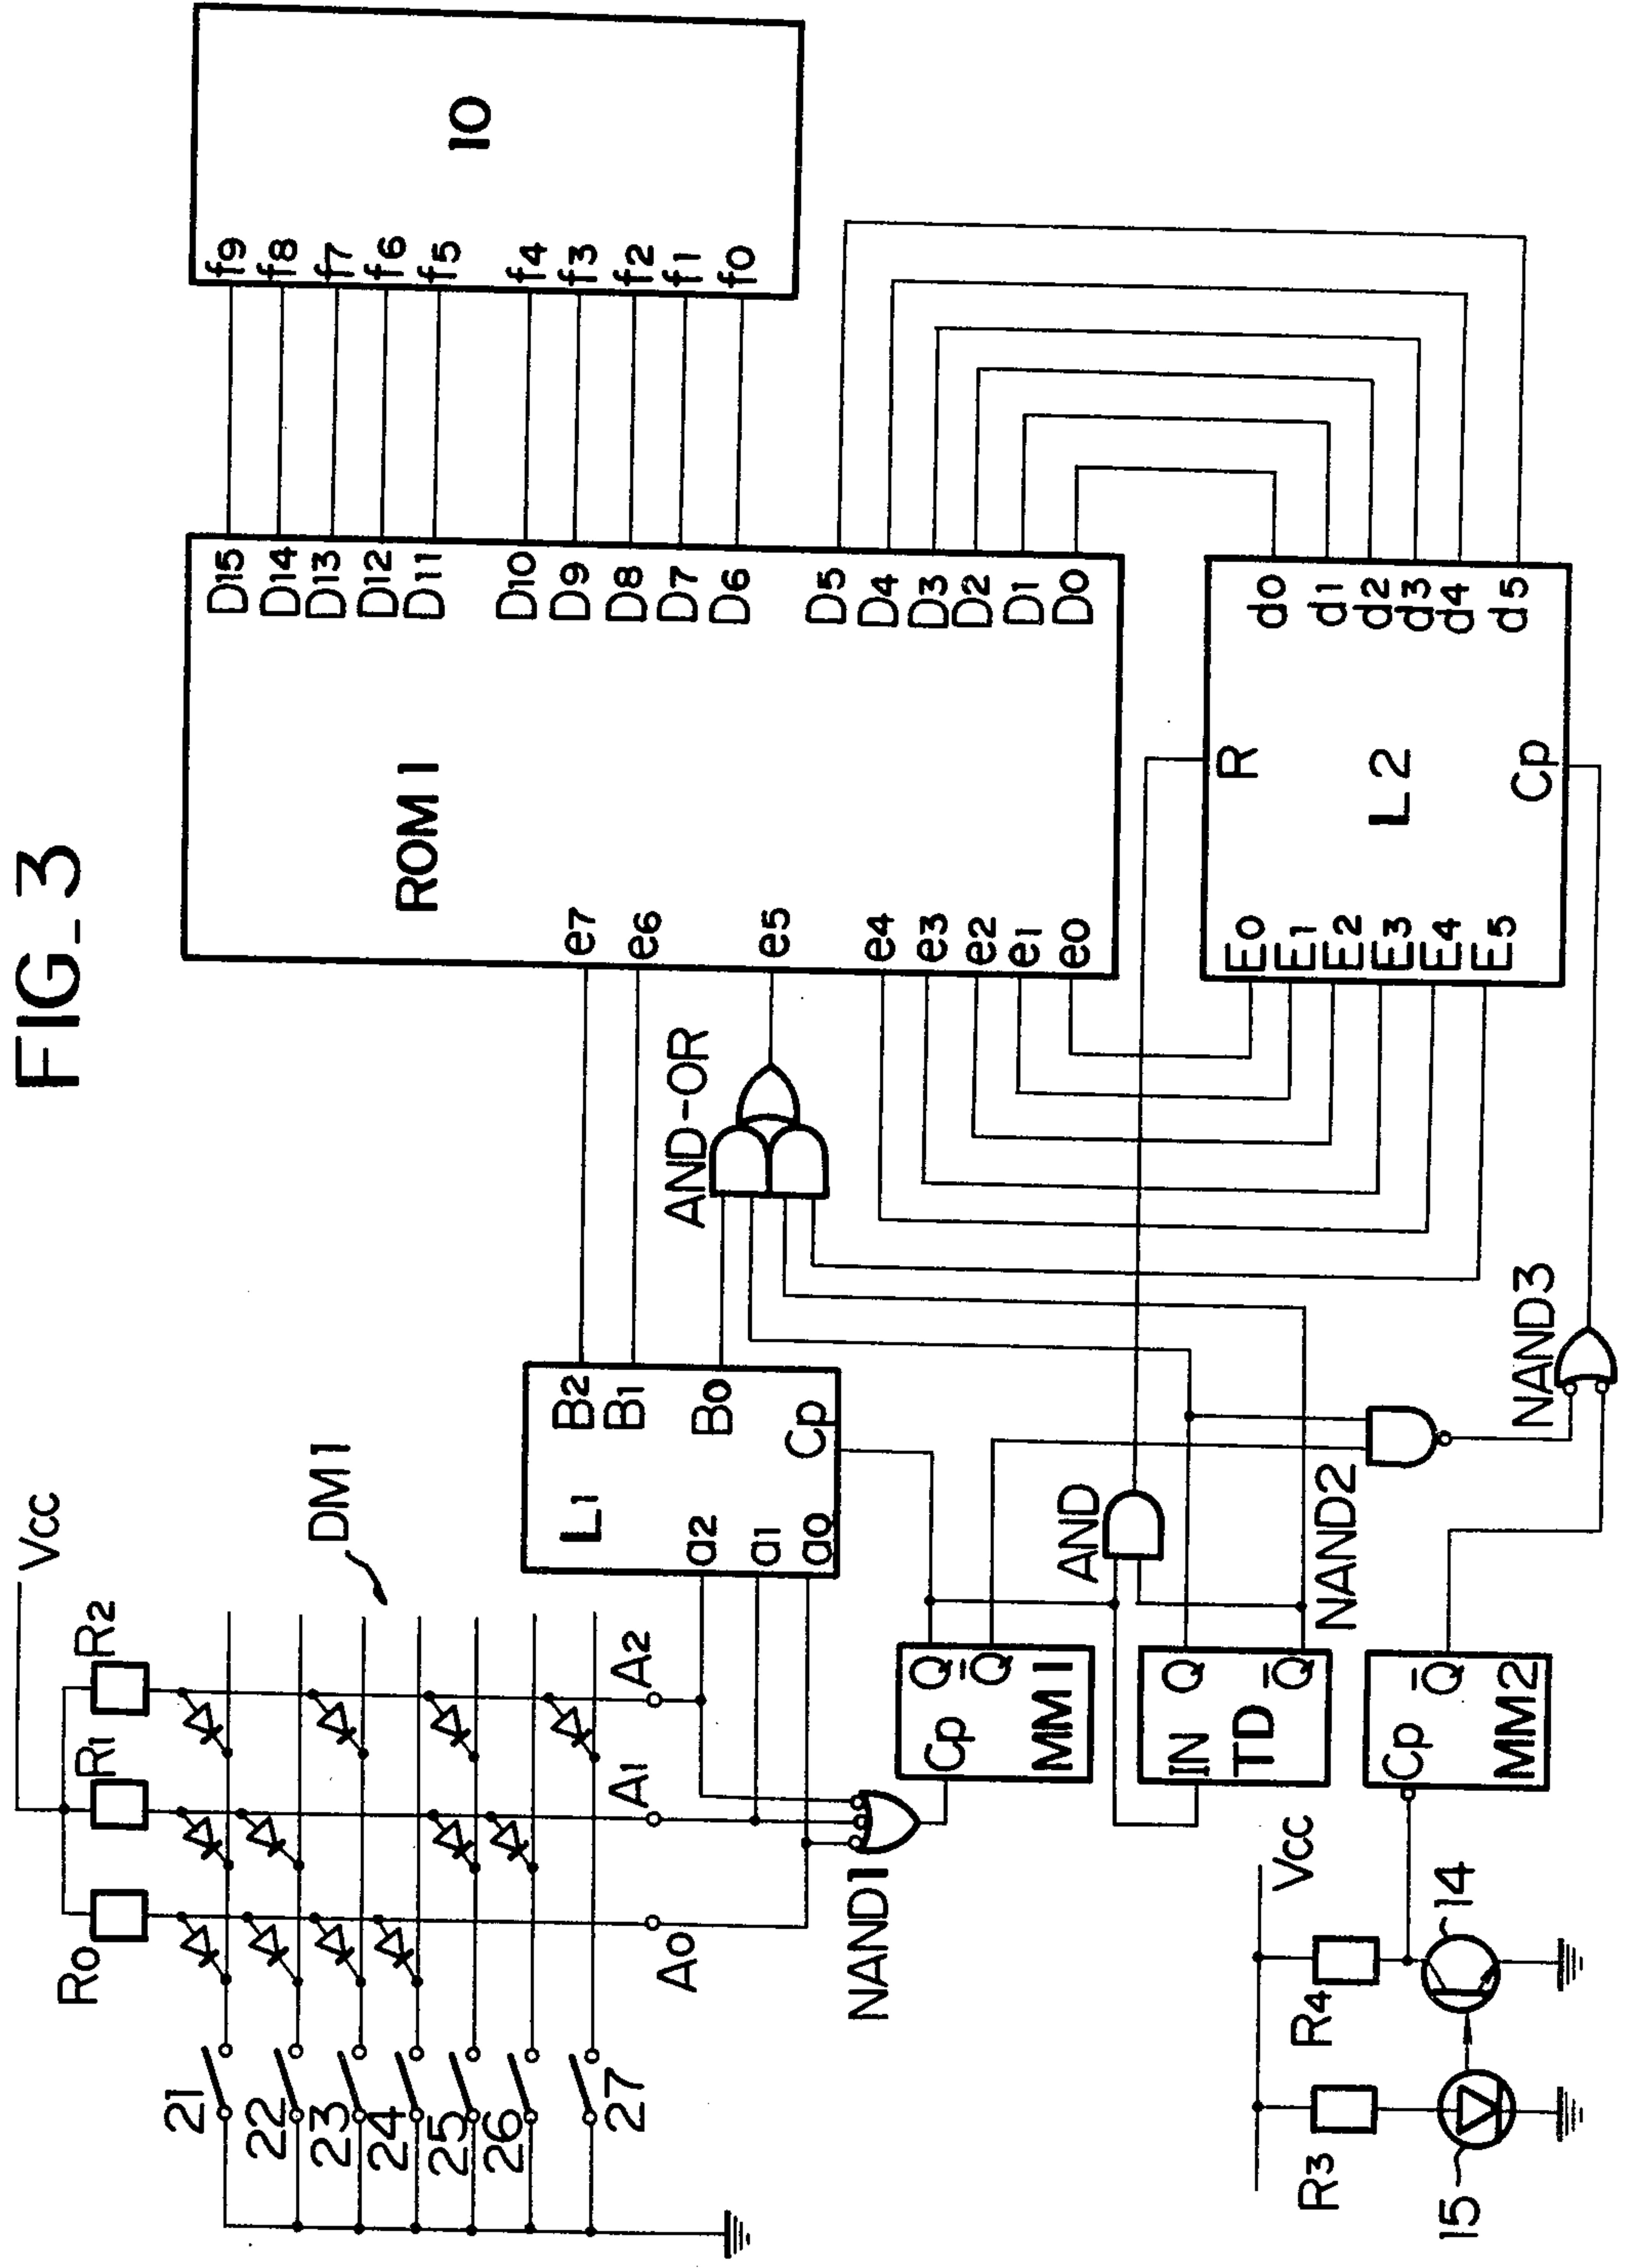 FIG_3
Vcc
R0
R1
R2
DM1
21
22
23
24
25
26
27
A0
A1
A2
NAND1
L1
a2
a1
a0
B2
B1
B0
Cp
AND-OR
ROM 1
e7
e6
e5
e4
e3
e2
e1
e0
D15
D14
D13
D12
D11
D10
D9
D8
D7
D6
D5
D4
D3
D2
D1
D0
10
f9
f8
f7
f6
f5
f4
f3
f2
f1
f0
Cp
Q
Q̅
MM1
AND
IN
TD
Q
Q̅
NAND2
Cp
Q̅
MM2
NAND3
L2
R
Cp
E0
E1
E2
E3
E4
E5
d0
d1
d2
d3
d4
d5
Vcc
R3
R4
14
15